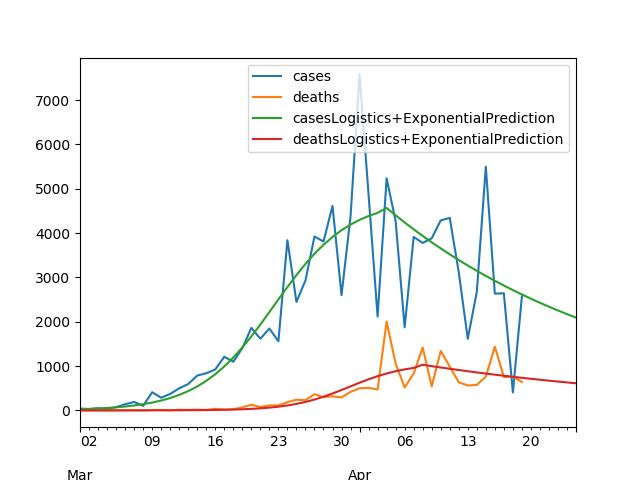 cases
deaths
casesLogistics+ExponentialPrediction
deathsLogistics+ExponentialPrediction
7000
6000
5000
4000
3000
2000
1000
0
02 09 16 23 30 06 13 20
Mar Apr